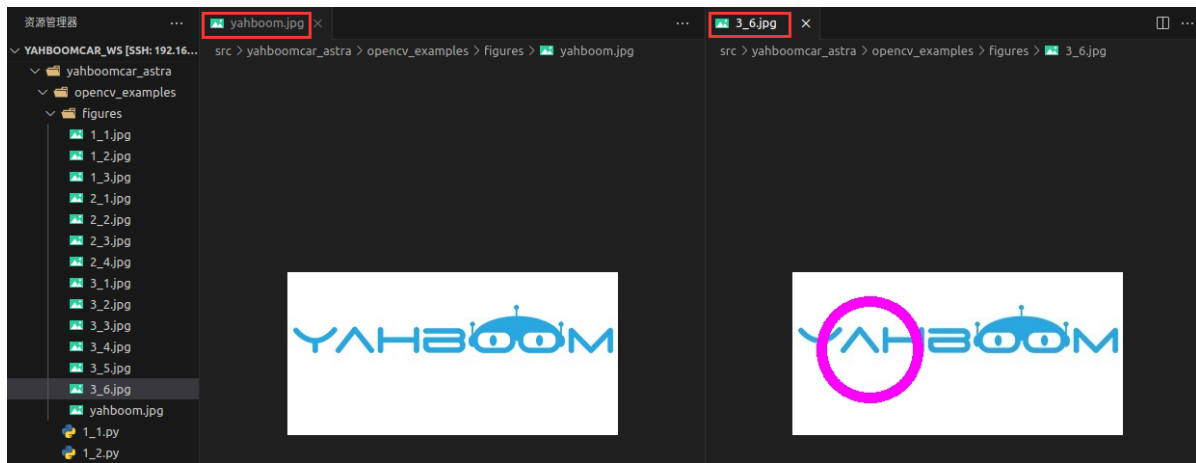 资源管理器 ···
YAHBOOMCAR_WS [SSH: 192.16...
yahboomcar_astra
opencv_examples
figures
1_1.jpg
1_2.jpg
1_3.jpg
2_1.jpg
2_2.jpg
2_3.jpg
2_4.jpg
3_1.jpg
3_2.jpg
3_3.jpg
3_4.jpg
3_5.jpg
3_6.jpg
yahboom.jpg
1_1.py
1_2.py
yahboom.jpg × ···
src > yahboomcar_astra > opencv_examples > figures > yahboom.jpg
YAHBOOM
3_6.jpg × ···
src > yahboomcar_astra > opencv_examples > figures > 3_6.jpg
YAHBOOM